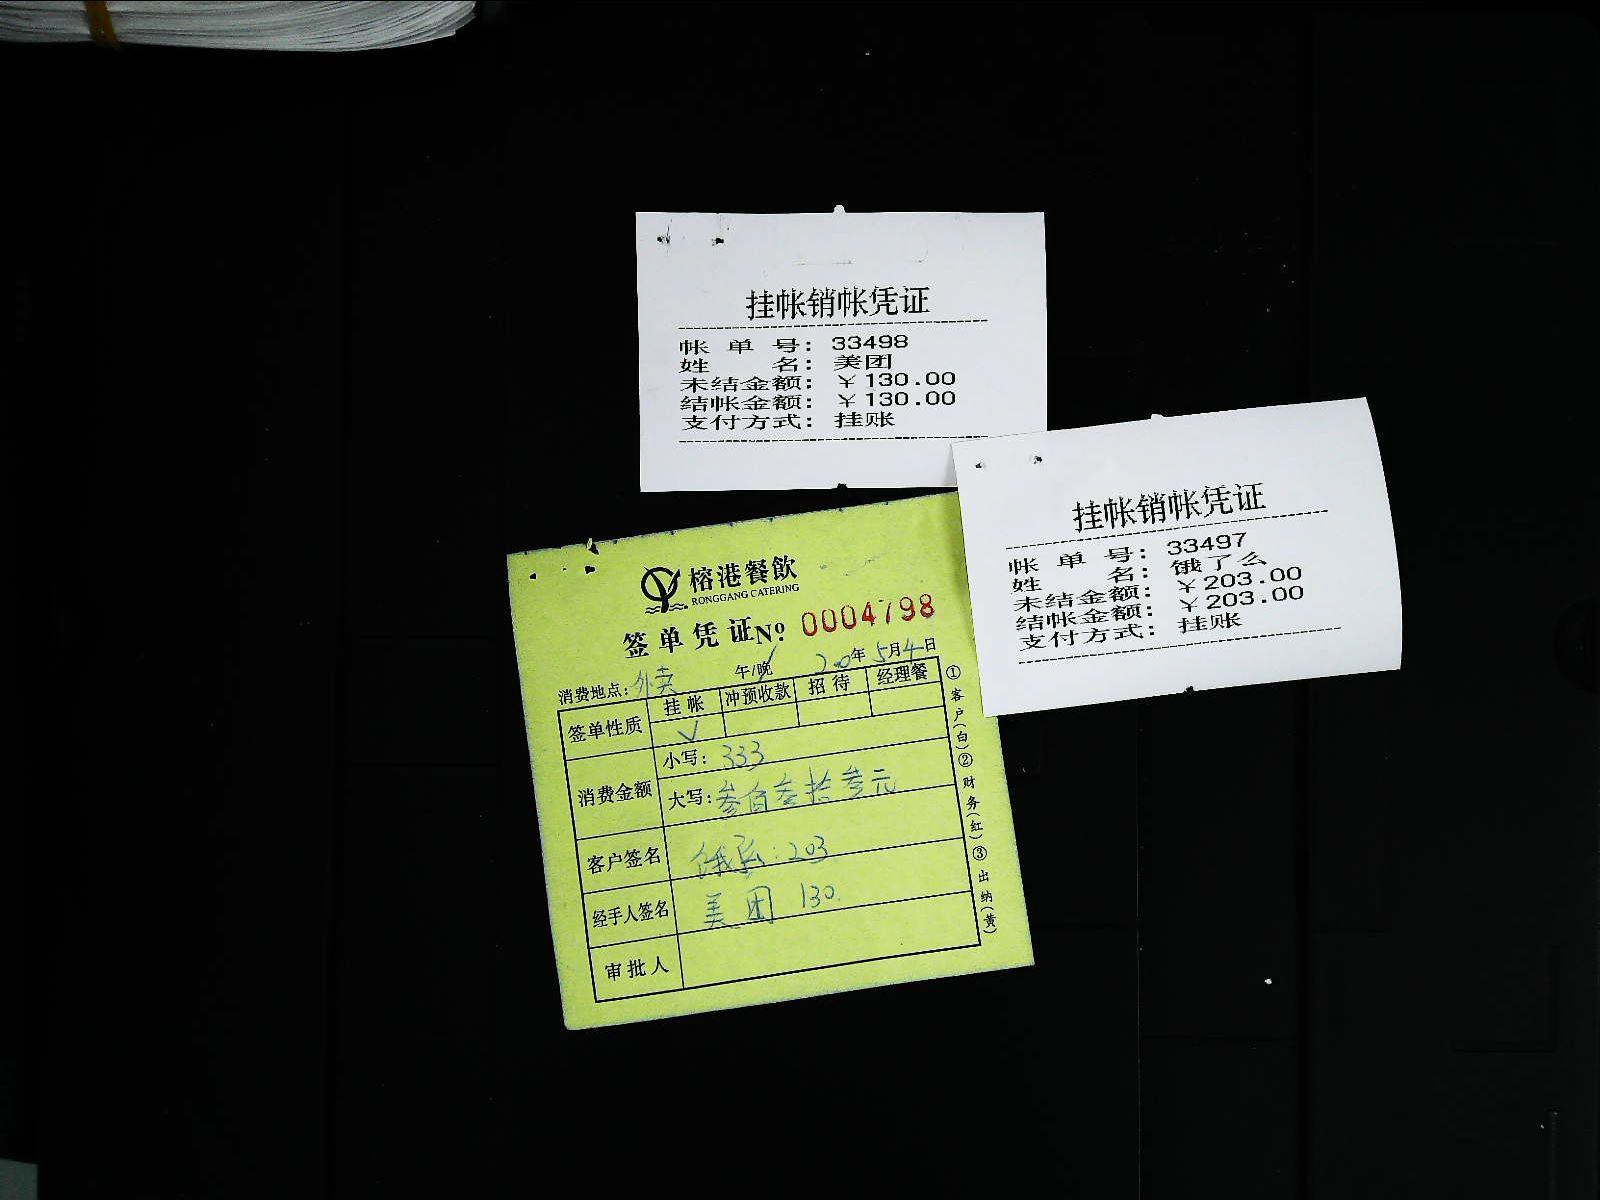 挂帐销帐凭证
帐单号：33498
姓名：美团
未结金额：￥130.00
结帐金额：￥130.00
支付方式：挂账
挂帐销帐凭证
帐单号：33497
姓名：饿了么
未结金额：￥203.00
结帐金额：￥203.00
支付方式：挂账
榕港餐飲
RONGGANG CATERING
签单凭证№ 0004798
消费地点：外卖 午/晚 年5月4日
签单性质 挂帐 冲预收款 招待 经理餐
√
消费金额 小写：333
大写：叁佰叁拾叁元
客户签名 饿了么：203
经手人签名 美团 130.
审批人
①客户(白)②财务(红)③出纳(黄)